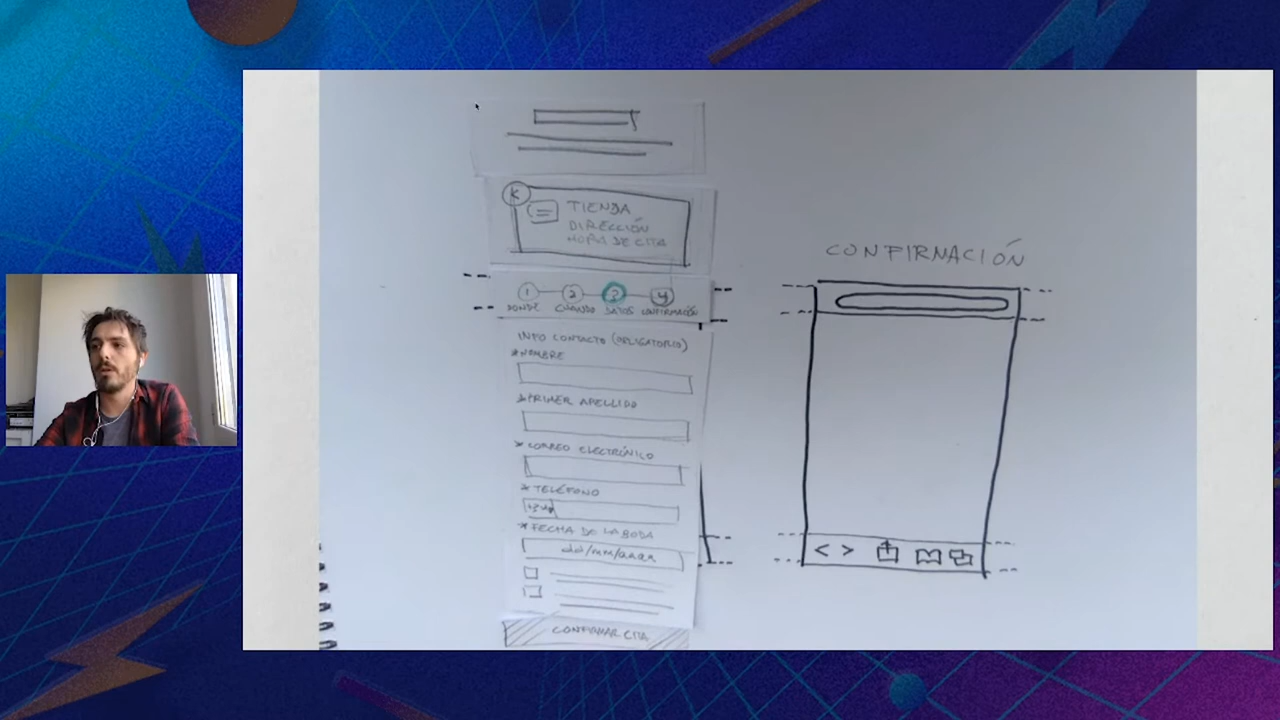 K
TIENDA
DIRECCIÓN
HORA DE CITA
1 2 3 4
DONDE CUANDO DATOS CONFIRMACIÓN
INFO CONTACTO (OBLIGATORIO)
*NOMBRE
*PRIMER APELLIDO
*CORREO ELECTRÓNICO
*TELÉFONO
+34
*FECHA DE LA BODA
dd/mm/aaaa
CONFIRMAR CITA
CONFIRMACIÓN